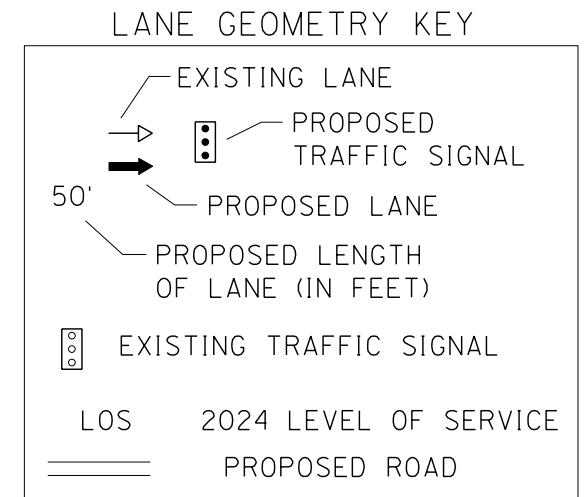 LANE GEOMETRY KEY
EXISTING LANE
PROPOSED
TRAFFIC SIGNAL
50'
PROPOSED LANE
PROPOSED LENGTH
OF LANE (IN FEET)
EXISTING TRAFFIC SIGNAL
LOS 2024 LEVEL OF SERVICE
PROPOSED ROAD